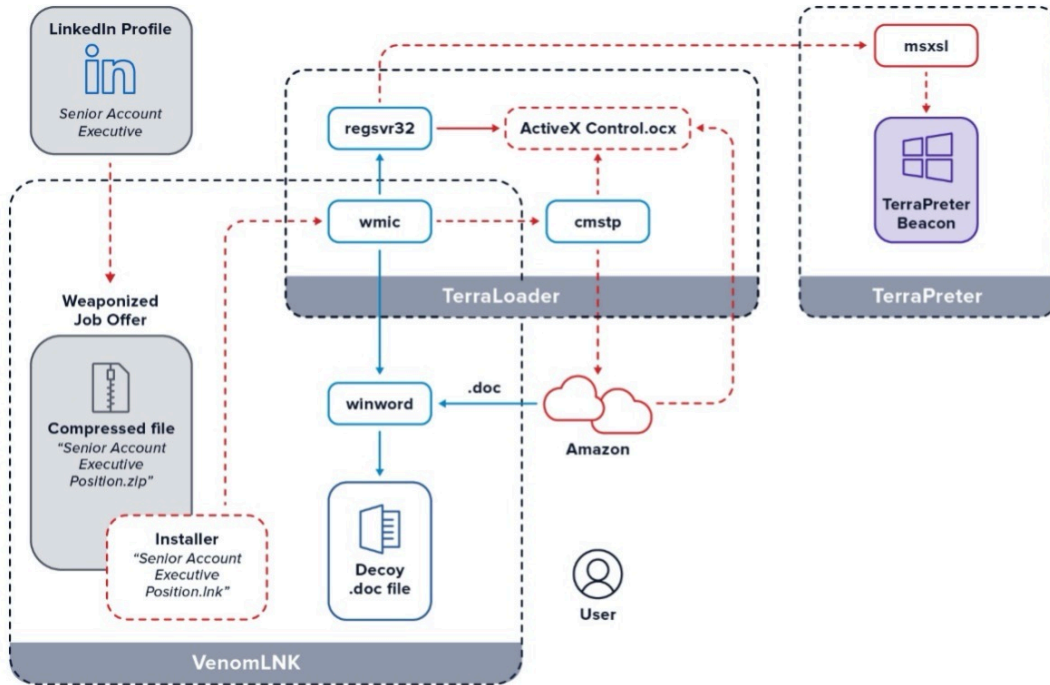 LinkedIn Profile
in
Senior Account
Executive
Weaponized
Job Offer
Compressed file
“Senior Account
Executive
Position.zip”
Installer
“Senior Account
Executive
Position.lnk”
VenomLNK
regsvr32
ActiveX Control.ocx
wmic
cmstp
TerraLoader
winword
.doc
Amazon
Decoy
.doc file
User
msxsl
TerraPreter
Beacon
TerraPreter